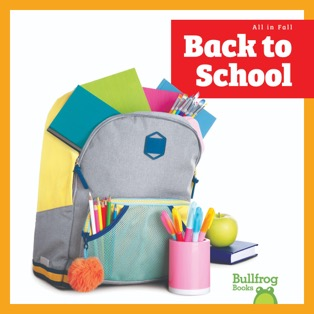 All in Fall
Back to
School
Bullfrog
Books